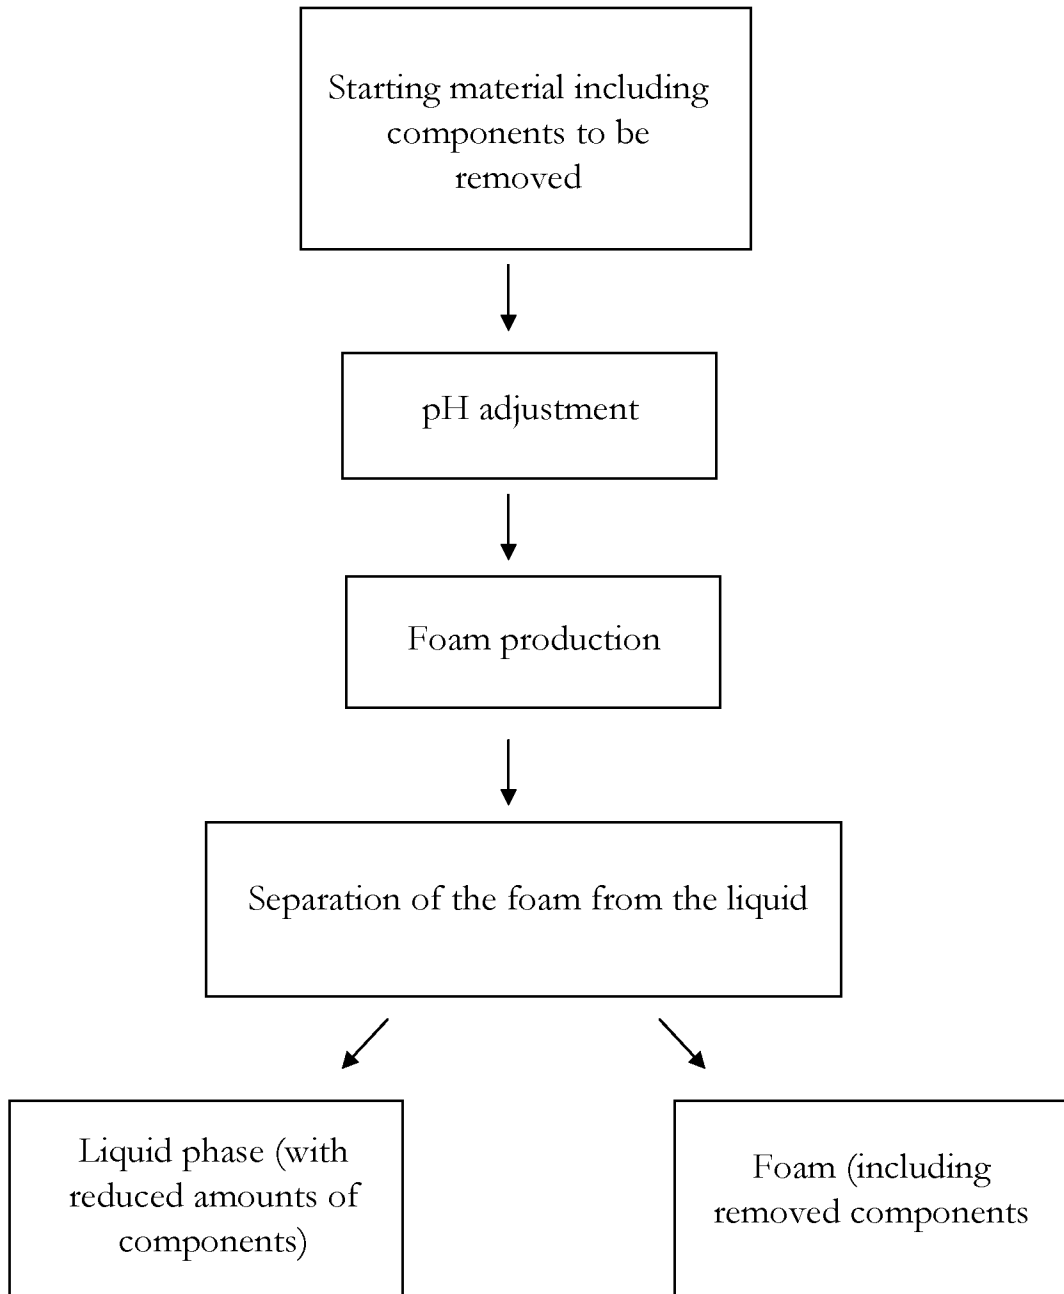 Starting material including
components to be
removed
pH adjustment
Foam production
Separation of the foam from the liquid
Liquid phase (with
reduced amounts of
components)
Foam (including
removed components